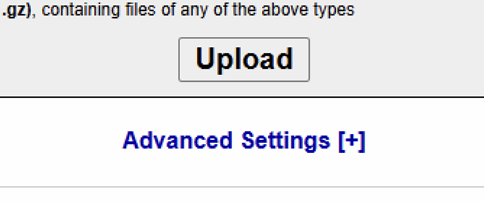 .gz), containing files of any of the above types
Upload
Advanced Settings [+]